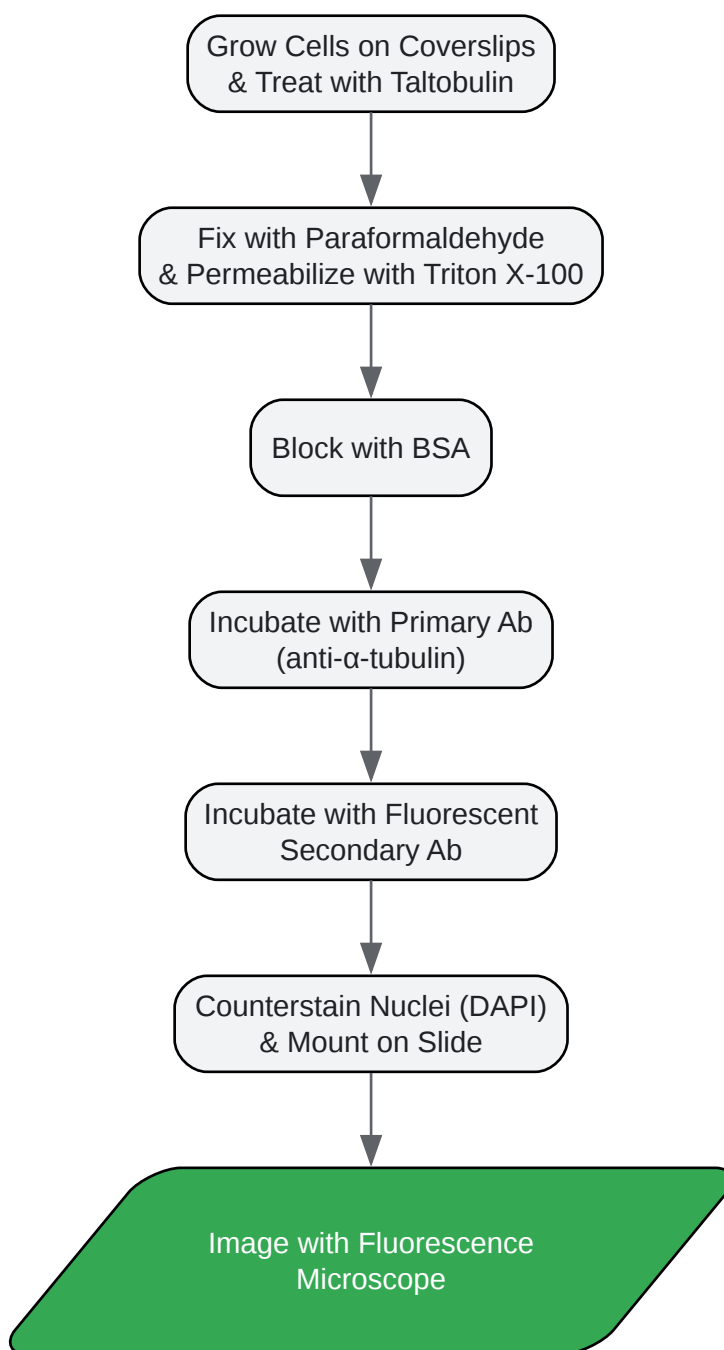 Grow Cells on Coverslips
& Treat with Taltobulin
Fix with Paraformaldehyde
& Permeabilize with Triton X-100
Block with BSA
Incubate with Primary Ab
(anti-α-tubulin)
Incubate with Fluorescent
Secondary Ab
Counterstain Nuclei (DAPI)
& Mount on Slide
Image with Fluorescence
Microscope